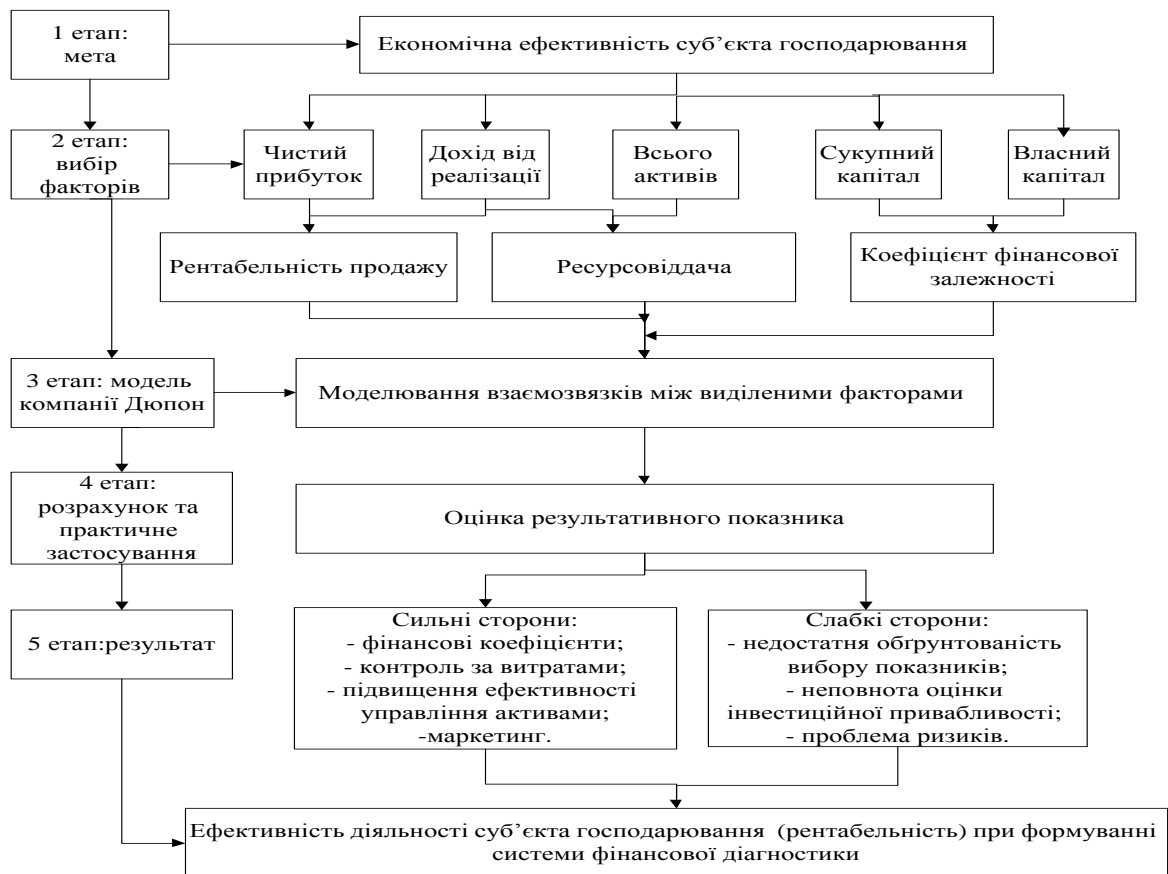 1 етап:
мета
Економічна ефективність суб’єкта господарювання
2 етап:
вибір
факторів
Чистий
прибуток
Дохід від
реалізації
Всього
активів
Сукупний
капітал
Власний
капітал
Рентабельність продажу
Ресурсовіддача
Коефіцієнт фінансової
залежності
3 етап: модель
компанії Дюпон
Моделювання взаємозвязків між виділеними факторами
4 етап:
розрахунок та
практичне
застосування
Оцінка результативного показника
5 етап:результат
Сильні сторони:
- фінансові коефіцієнти;
- контроль за витратами;
- підвищення ефективності
управління активами;
-маркетинг.
Слабкі сторони:
- недостатня обґрунтованість
вибору показників;
- неповнота оцінки
інвестиційної привабливості;
- проблема ризиків.
Ефективність діяльності суб’єкта господарювання (рентабельність) при формуванні
системи фінансової діагностики